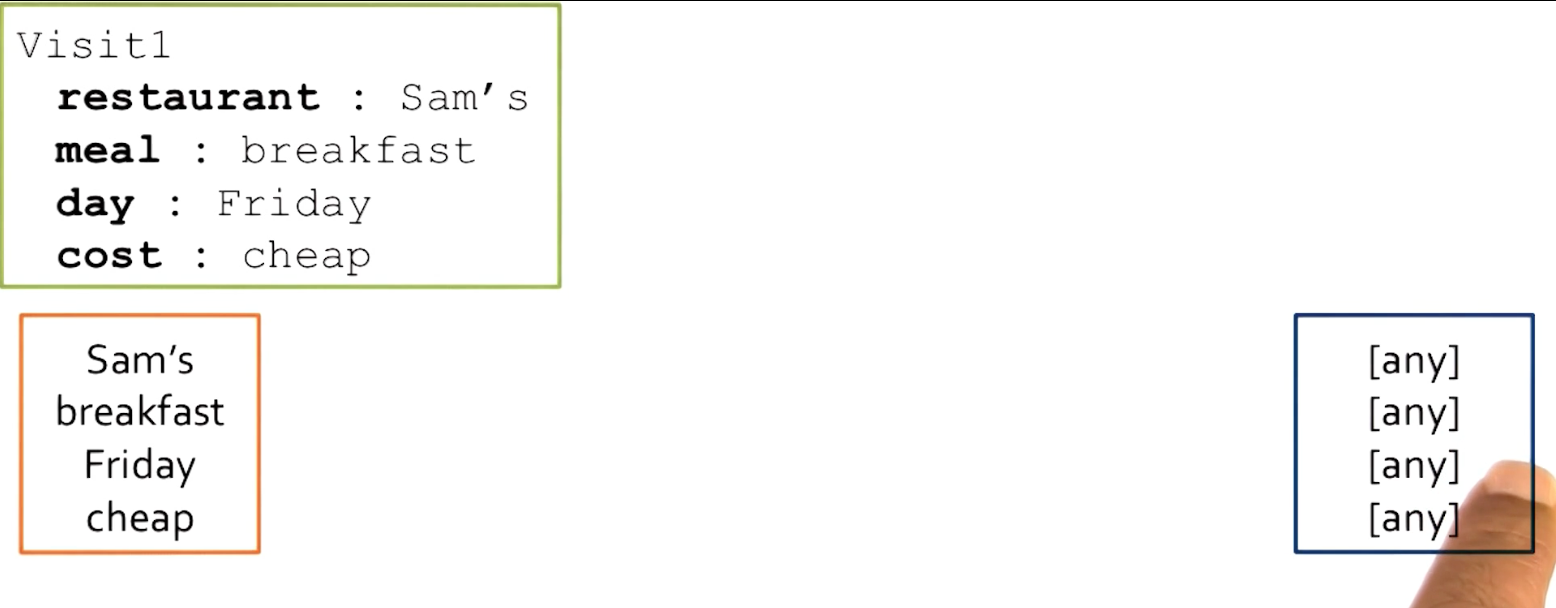 Visit1
restaurant : Sam's
meal : breakfast
day : Friday
cost : cheap
Sam's
breakfast
Friday
cheap
[any]
[any]
[any]
[any]